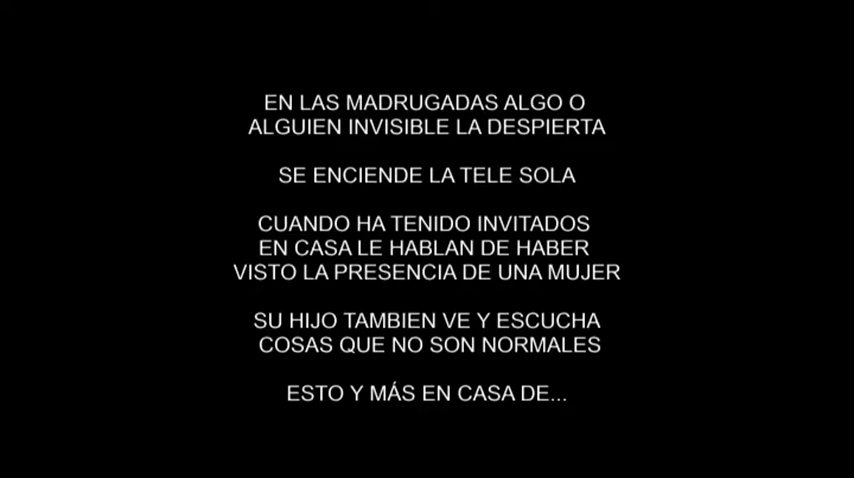 EN LAS MADRUGADAS ALGO O
ALGUIEN INVISIBLE LA DESPIERTA
SE ENCIENDE LA TELE SOLA
CUANDO HA TENIDO INVITADOS
EN CASA LE HABLAN DE HABER
VISTO LA PRESENCIA DE UNA MUJER
SU HIJO TAMBIEN VE Y ESCUCHA
COSAS QUE NO SON NORMALES
ESTO Y MÁS EN CASA DE...